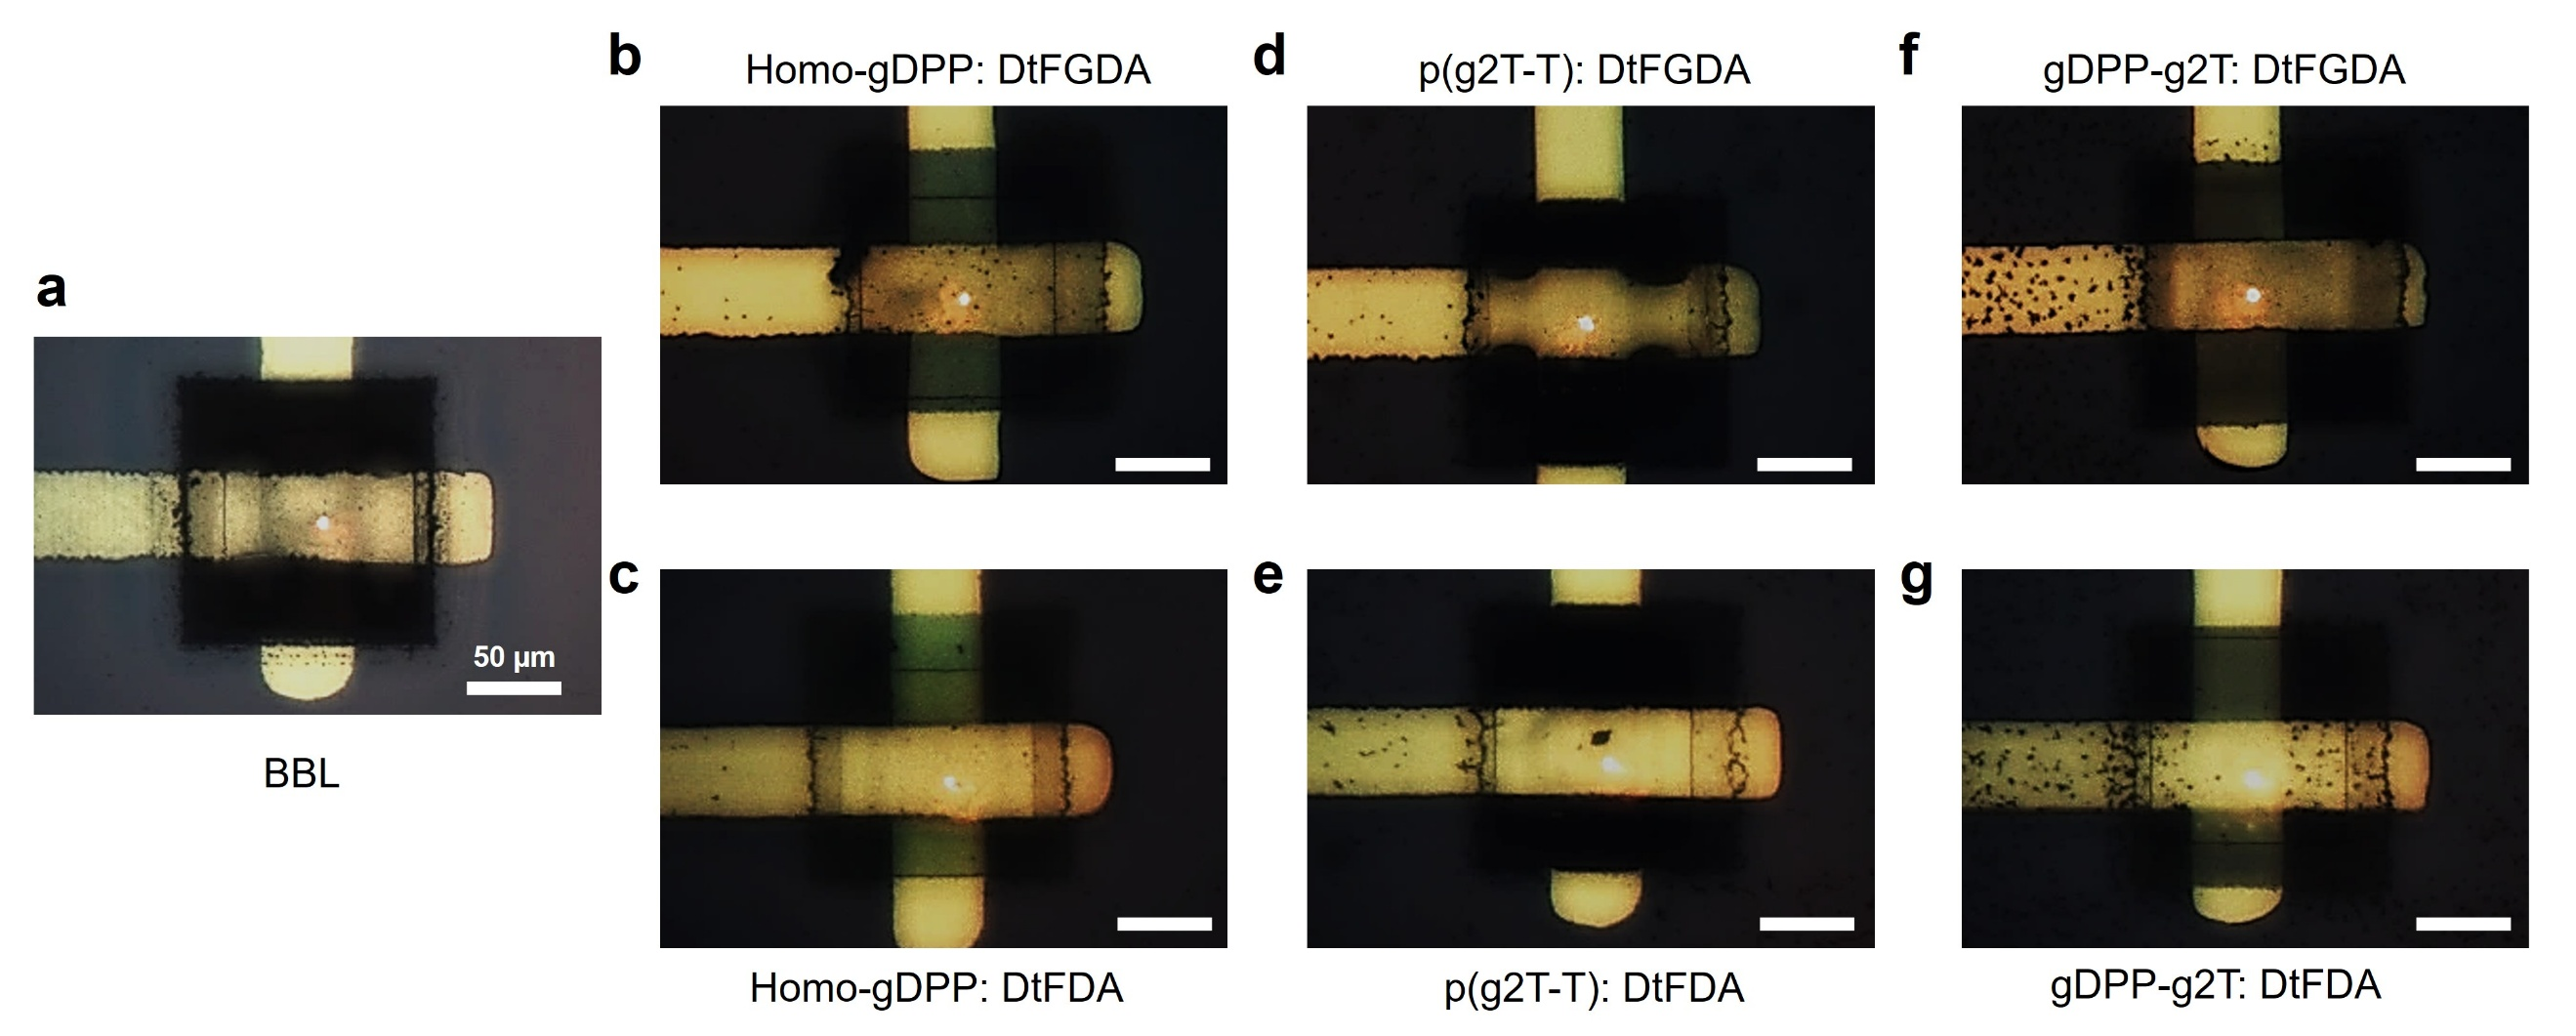 a
50 µm
BBL
b
Homo-gDPP: DtFGDA
c
Homo-gDPP: DtFDA
d
p(g2T-T): DtFGDA
e
p(g2T-T): DtFDA
f
gDPP-g2T: DtFGDA
g
gDPP-g2T: DtFDA